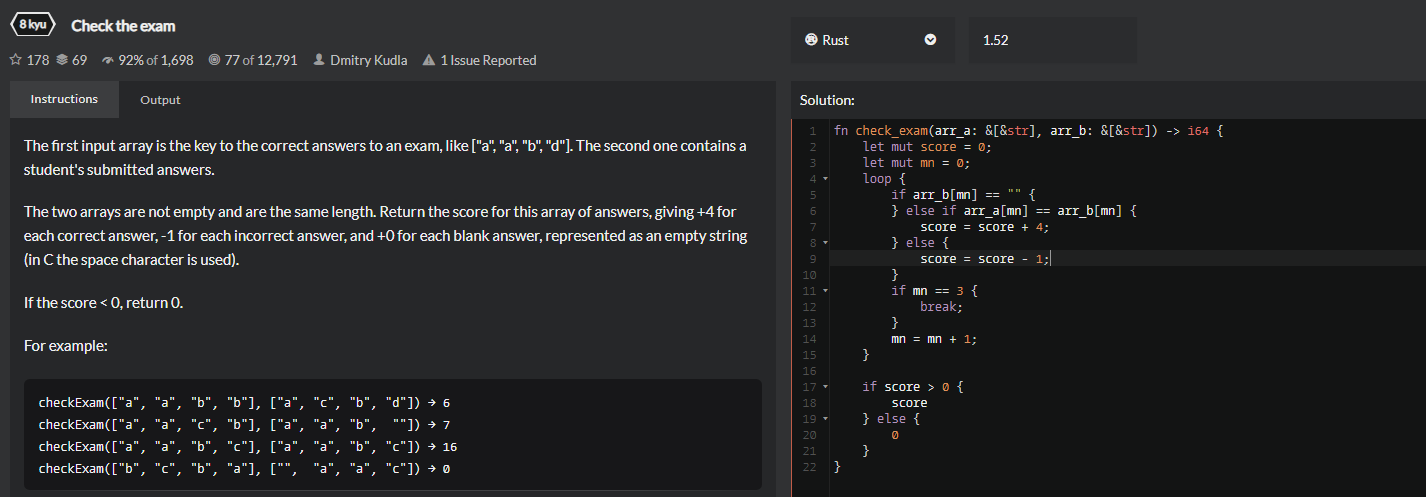 8 kyu Check the exam
178 69 92% of 1,698 77 of 12,791 Dmitry Kudla 1 Issue Reported
Instructions Output
The first input array is the key to the correct answers to an exam, like ["a", "a", "b", "d"]. The second one contains a
student's submitted answers.
The two arrays are not empty and are the same length. Return the score for this array of answers, giving +4 for
each correct answer, -1 for each incorrect answer, and +0 for each blank answer, represented as an empty string
(in C the space character is used).
If the score < 0, return 0.
For example:
checkExam(["a", "a", "b", "b"], ["a", "c", "b", "d"]) → 6
checkExam(["a", "a", "c", "b"], ["a", "a", "b",  ""]) → 7
checkExam(["a", "a", "b", "c"], ["a", "a", "b", "c"]) → 16
checkExam(["b", "c", "b", "a"], ["",  "a", "a", "c"]) → 0
Rust 1.52
Solution:
1 fn check_exam(arr_a: &[&str], arr_b: &[&str]) -> i64 {
2     let mut score = 0;
3     let mut mn = 0;
4     loop {
5         if arr_b[mn] == "" {
6         } else if arr_a[mn] == arr_b[mn] {
7             score = score + 4;
8         } else {
9             score = score - 1;
10         }
11         if mn == 3 {
12             break;
13         }
14         mn = mn + 1;
15     }
16
17     if score > 0 {
18         score
19     } else {
20         0
21     }
22 }